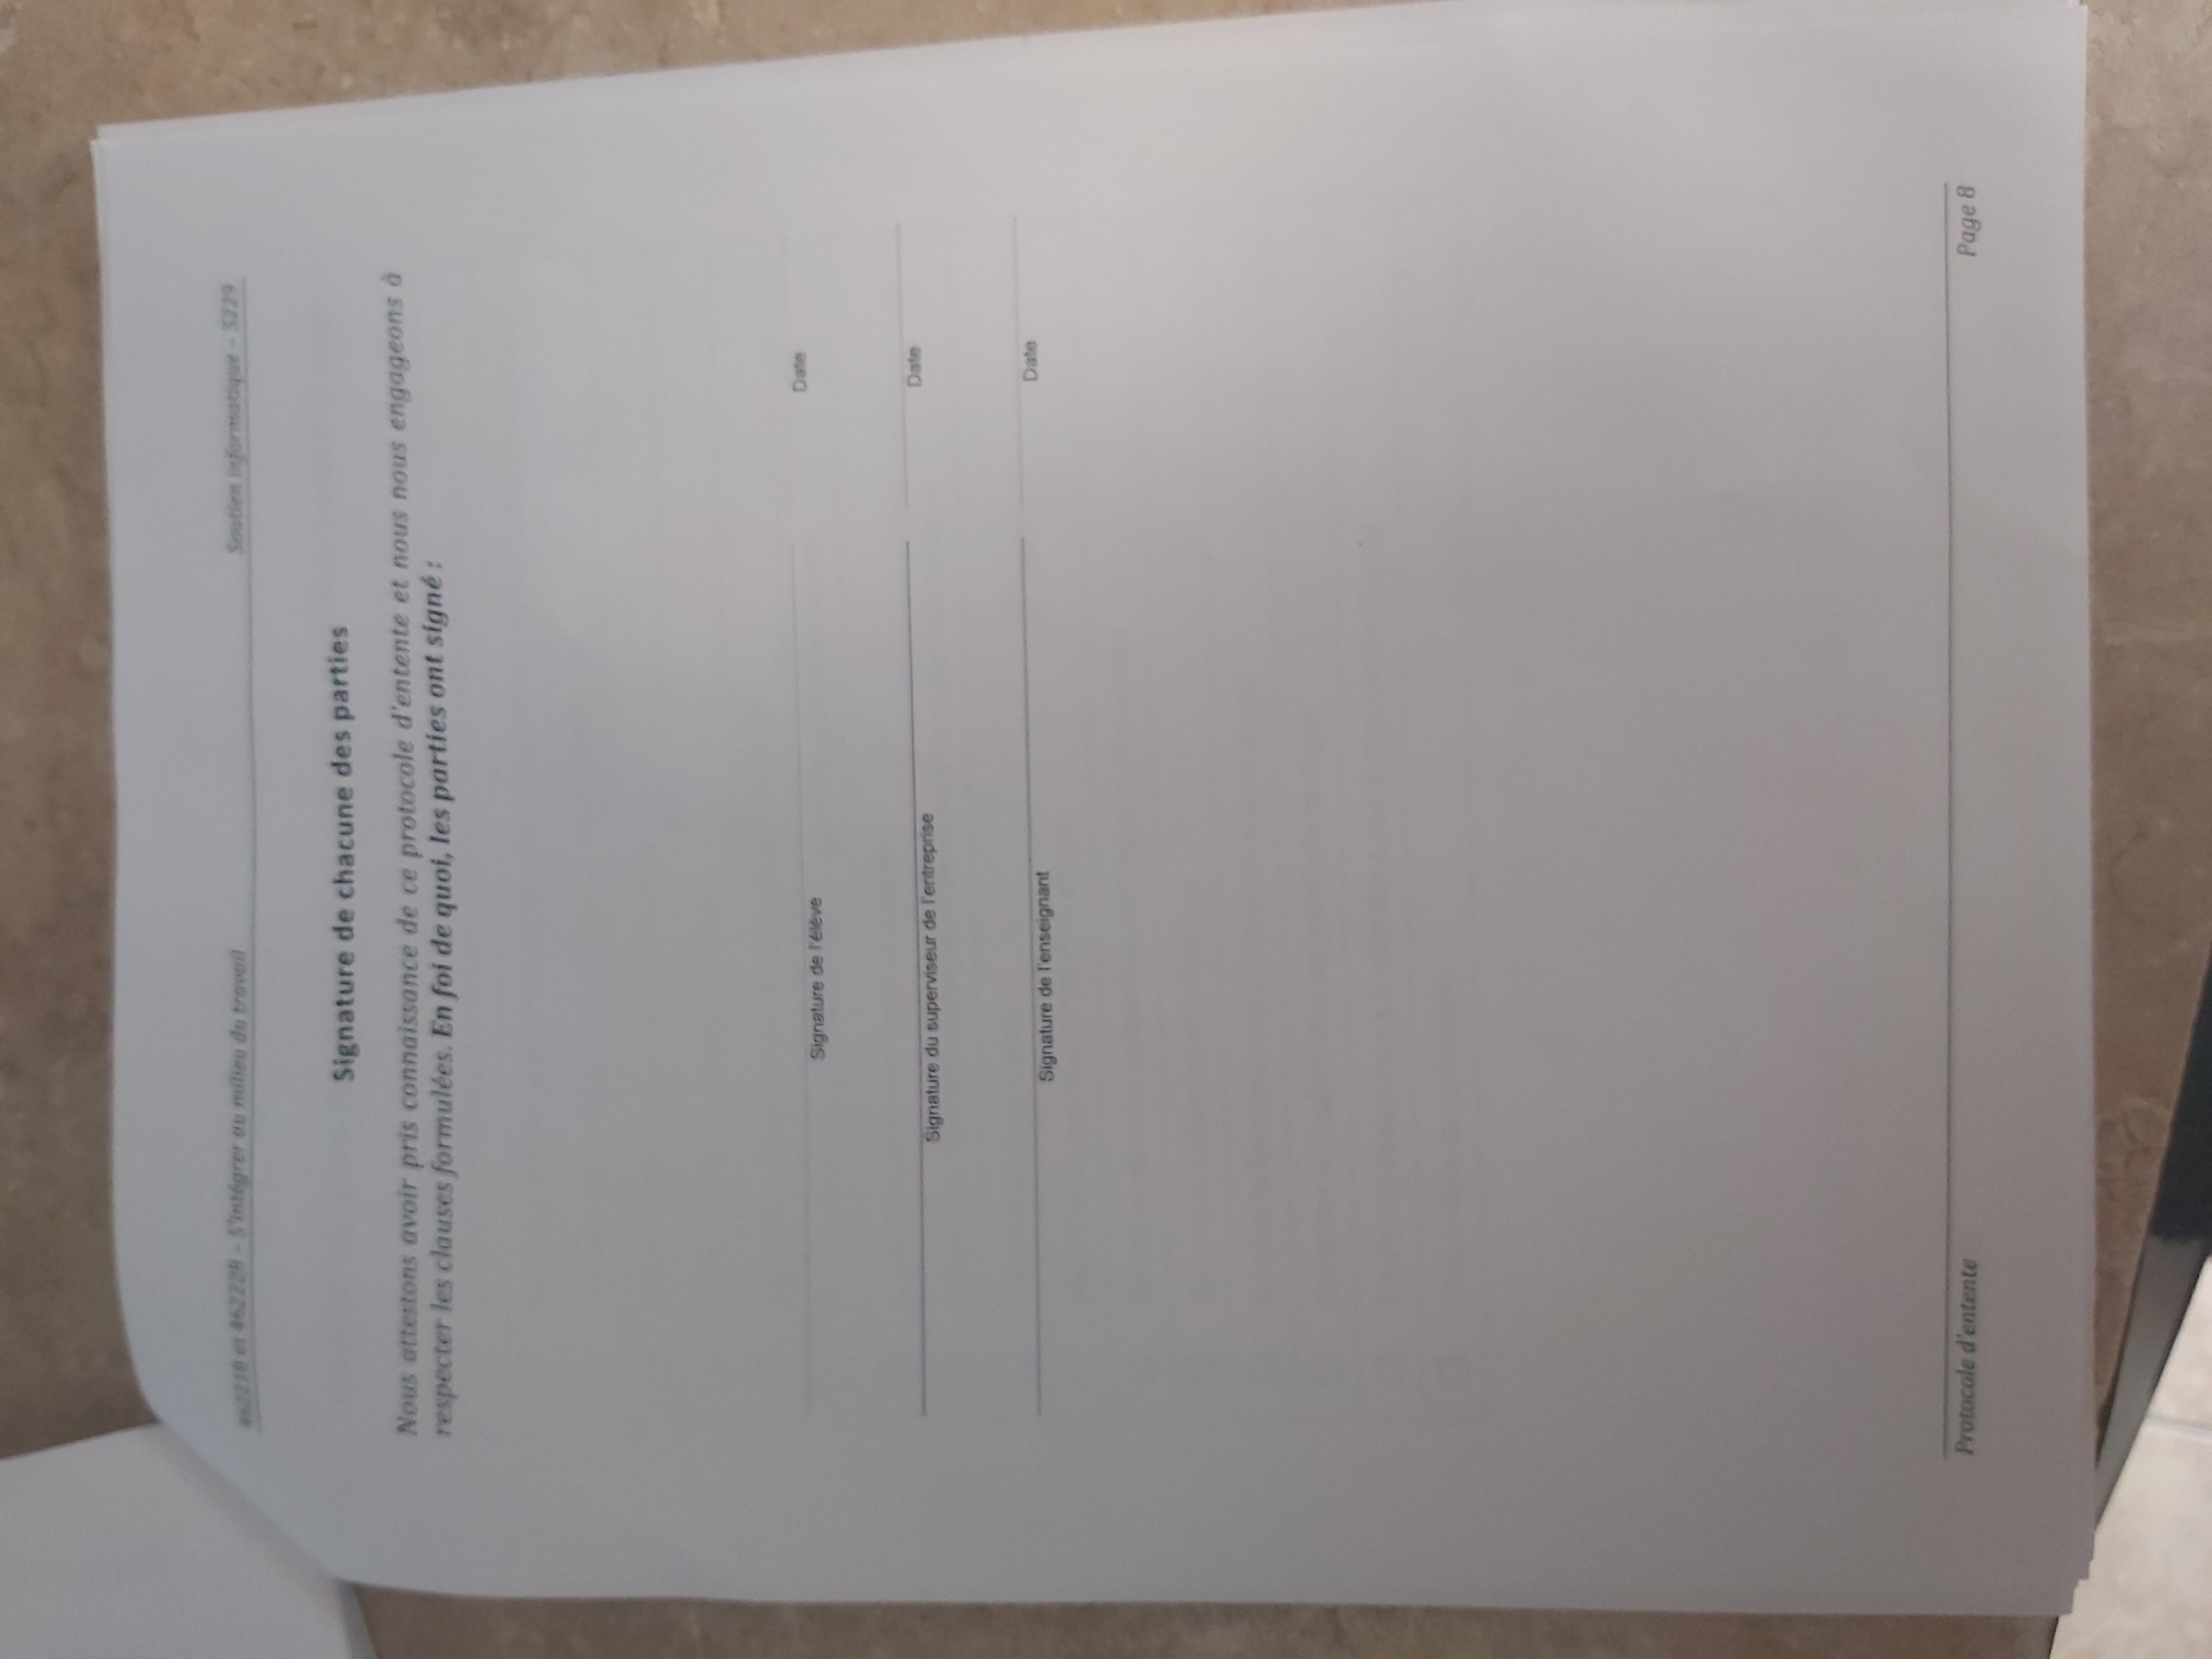 462218 et 462228 – S'intégrer au milieu du travail
Soutien informatique – 5229
Signature de chacune des parties
Nous attestons avoir pris connaissance de ce protocole d'entente et nous nous engageons à
respecter les clauses formulées. En foi de quoi, les parties ont signé :
Signature de l'élève
Date
Signature du superviseur de l'entreprise
Date
Signature de l'enseignant
Date
Protocole d'entente
Page 8